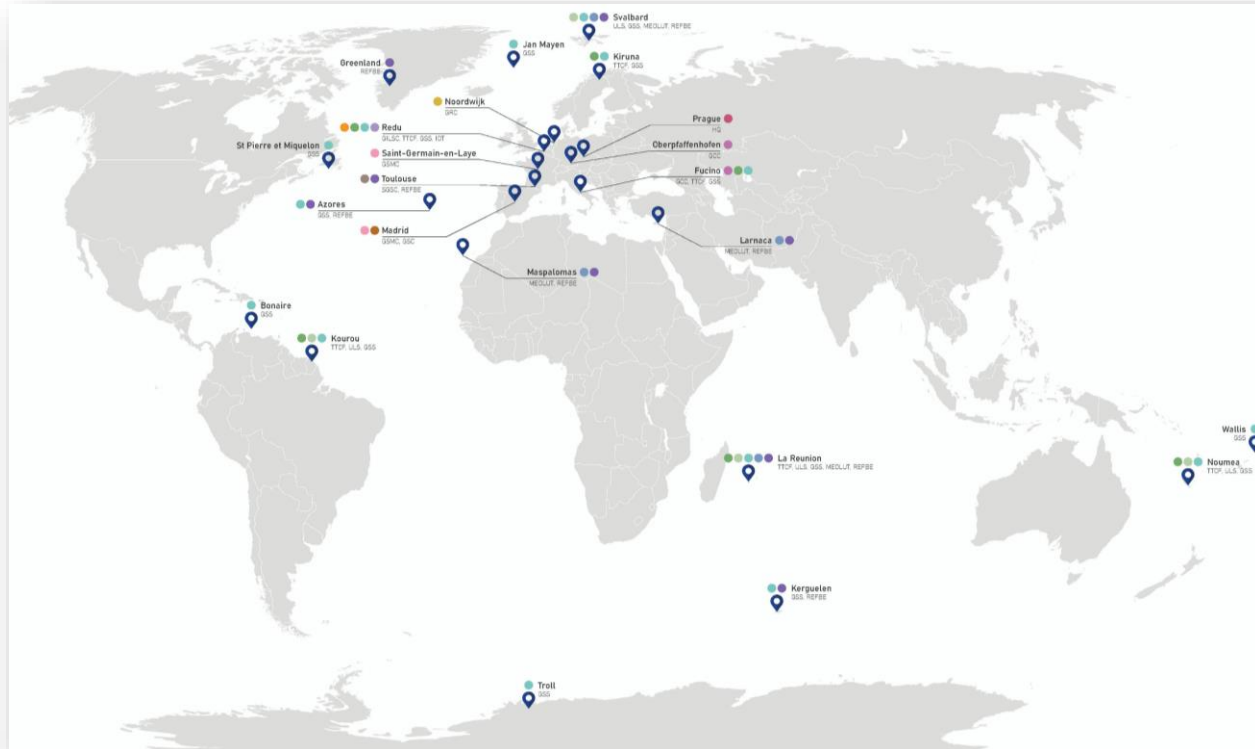 Svalbard
ULS, GSS, MEOLUT, REFBE
Jan Mayen
GSS
Kiruna
TTCF, GSS
Greenland
REFBE
Noordwijk
GRC
Prague
HQ
Redu
GILSC, TTCF, GSS, IOT
St Pierre et Miquelon
GSS
Oberpfaffenhofen
GCC
Saint-Germain-en-Laye
GSMC
Fucino
GCC, TTCF, GSS
Toulouse
SGSC, REFBE
Azores
GSS, REFBE
Madrid
GSMC, GSC
Larnaca
MEOLUT, REFBE
Maspalomas
MEOLUT, REFBE
Bonaire
GSS
Kourou
TTCF, ULS, GSS
Wallis
GSS
La Reunion
TTCF, ULS, GSS, MEOLUT, REFBE
Noumea
TTCF, ULS, GSS
Kerguelen
GSS, REFBE
Troll
GSS